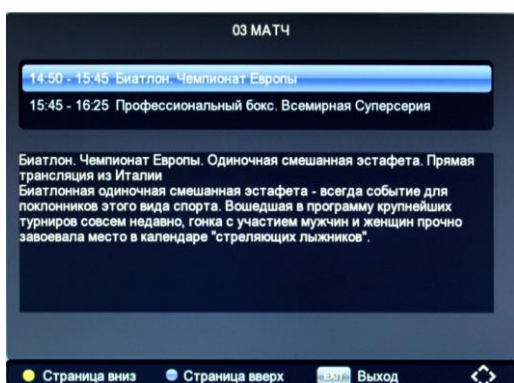 03 МАТЧ
14:50 - 15:45 Биатлон. Чемпионат Европы
15:45 - 16:25 Профессиональный бокс. Всемирная Суперсерия
Биатлон. Чемпионат Европы. Одиночная смешанная эстафета. Прямая
трансляция из Италии
Биатлонная одиночная смешанная эстафета - всегда событие для
поклонников этого вида спорта. Вошедшая в программу крупнейших
турниров совсем недавно, гонка с участием мужчин и женщин прочно
завоевала место в календаре "стреляющих лыжников".
Страница вниз Страница вверх EXIT Выход